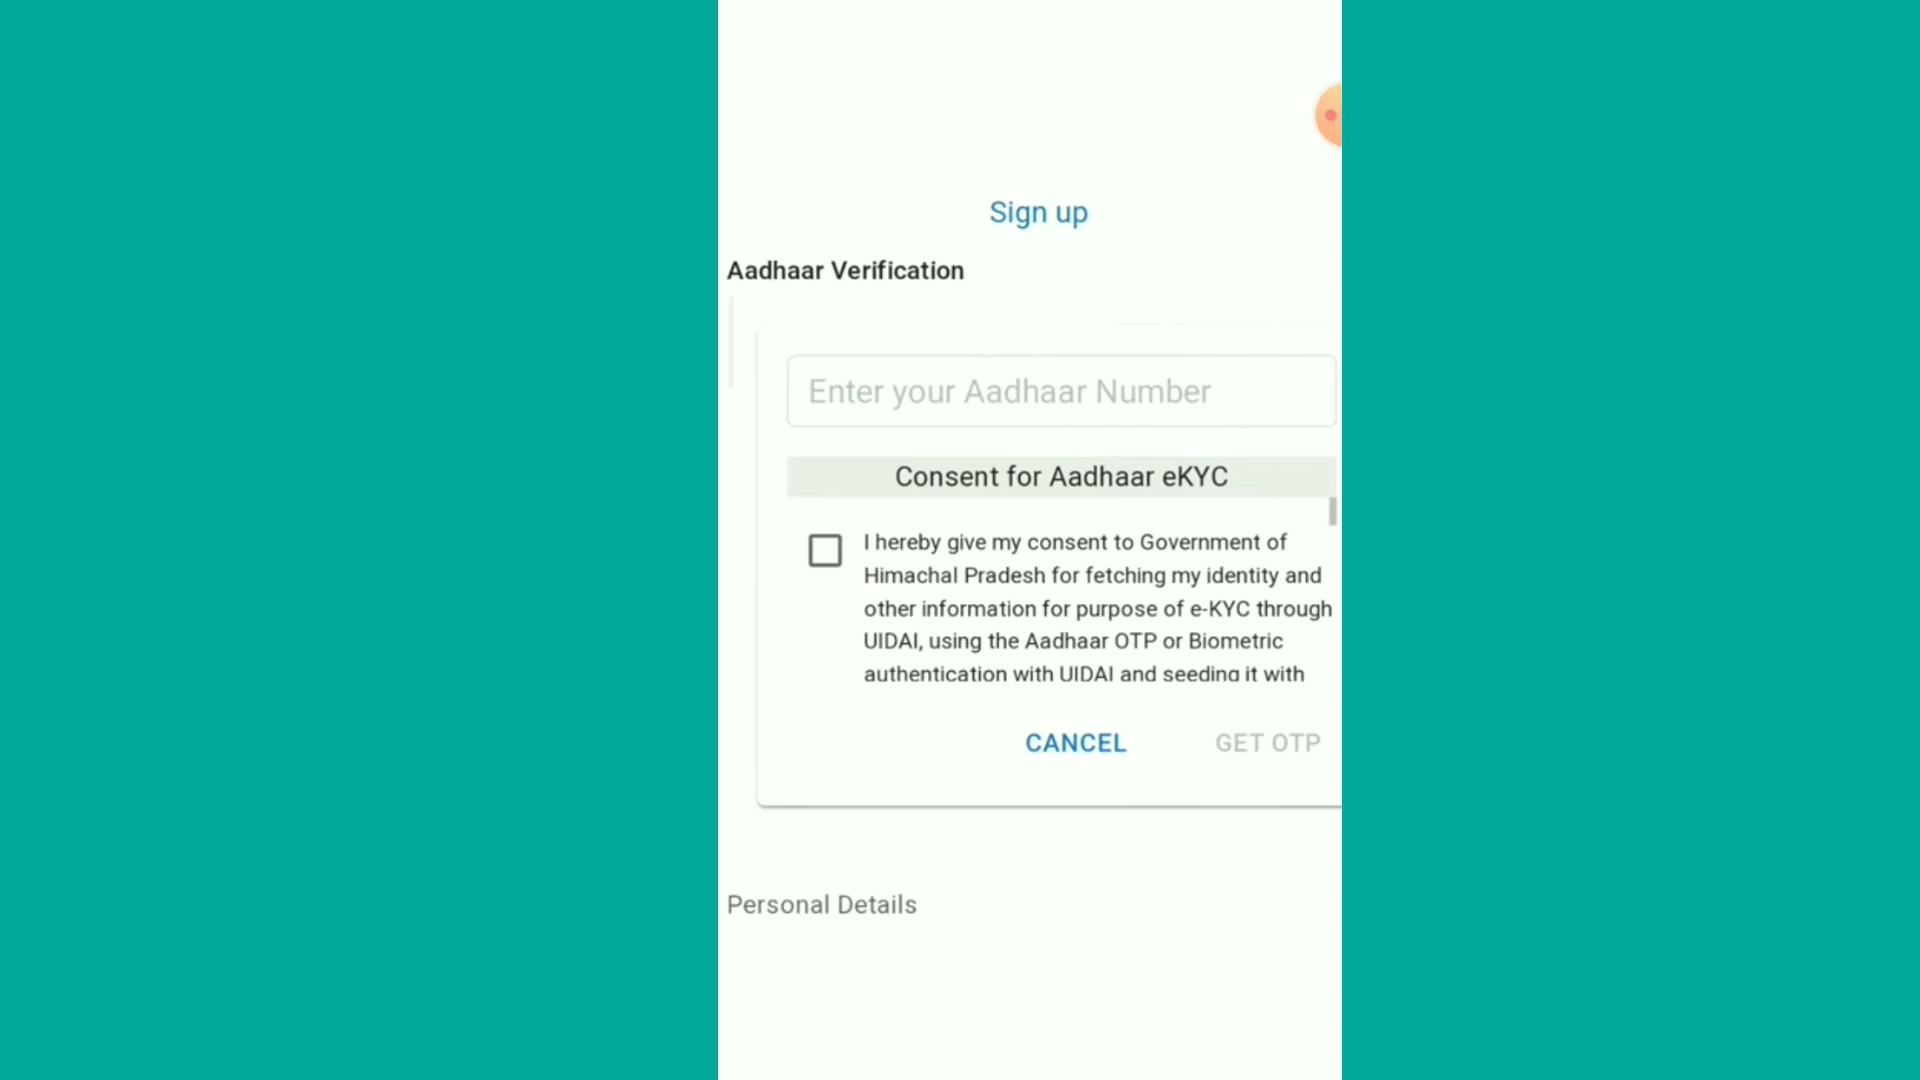 Sign up
Aadhaar Verification
Enter your Aadhaar Number
Consent for Aadhaar eKYC
I hereby give my consent to Government of
Himachal Pradesh for fetching my identity and
other information for purpose of e-KYC through
UIDAI, using the Aadhaar OTP or Biometric
authentication with UIDAI and seeding it with
CANCEL GET OTP
Personal Details